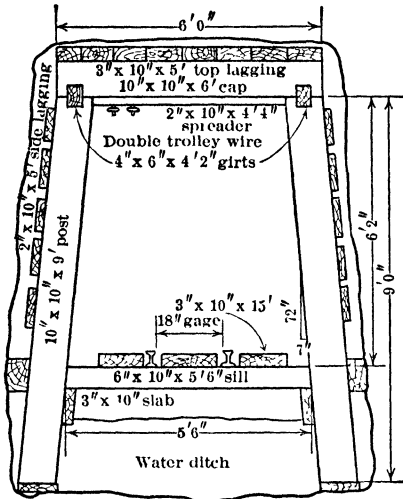 6'0"
3" x 10" x 5' top lagging
10" x 10" x 6' cap
2" x 10" x 4'4"
spreader
Double trolley wire
4" x 6" x 4'2" girts
2" x 10" x 5' side lagging
10" x 10" x 9' post
6'2"
9'0"
72"
7"
3" x 10" x 15'
18" gage
6" x 10" x 5'6" sill
3" x 10" slab
5'6"
Water ditch